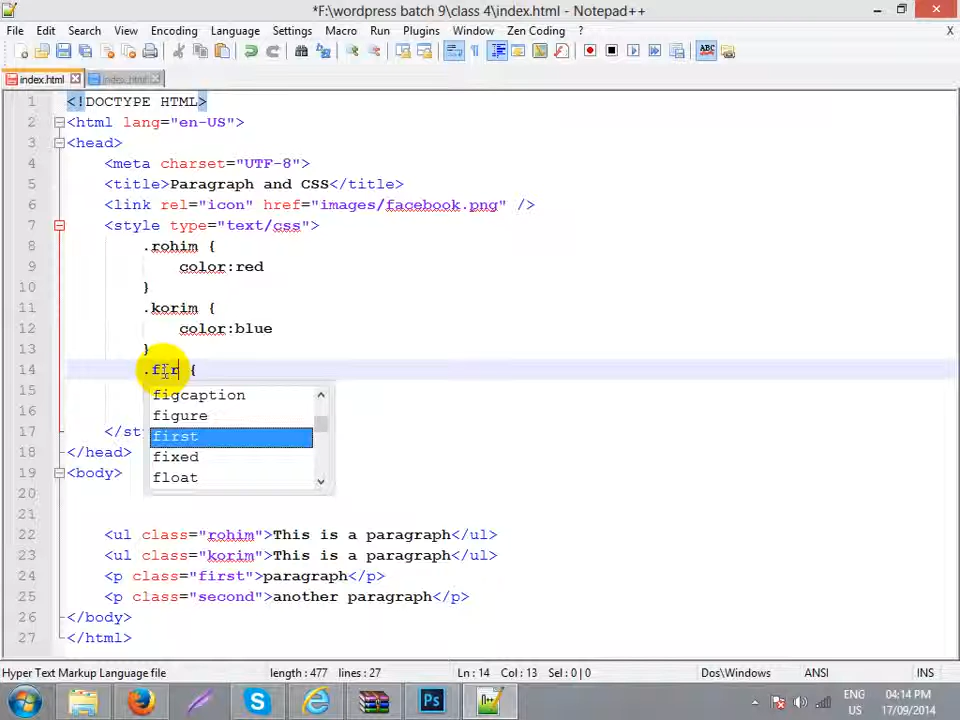 *F:\wordpress batch 9\class 4\index.html - Notepad++
File Edit Search View Encoding Language Settings Macro Run Plugins Window Zen Coding ? X
index.html index.html
1 <!DOCTYPE HTML>
2 <html lang="en-US">
3 <head>
4 <meta charset="UTF-8">
5 <title>Paragraph and CSS</title>
6 <link rel="icon" href="images/facebook.png" />
7 <style type="text/css">
8 .rohim {
9 color:red
10 }
11 .korim {
12 color:blue
13 }
14 .fir {
15 figcaption
16 figure
17 </st first
18 </head> fixed
19 <body> float
20
21
22 <ul class="rohim">This is a paragraph</ul>
23 <ul class="korim">This is a paragraph</ul>
24 <p class="first">paragraph</p>
25 <p class="second">another paragraph</p>
26 </body>
27 </html>
Hyper Text Markup Language file length : 477 lines : 27 Ln : 14 Col : 13 Sel : 0 | 0 Dos\Windows ANSI INS
ENG 04:14 PM
US 17/09/2014